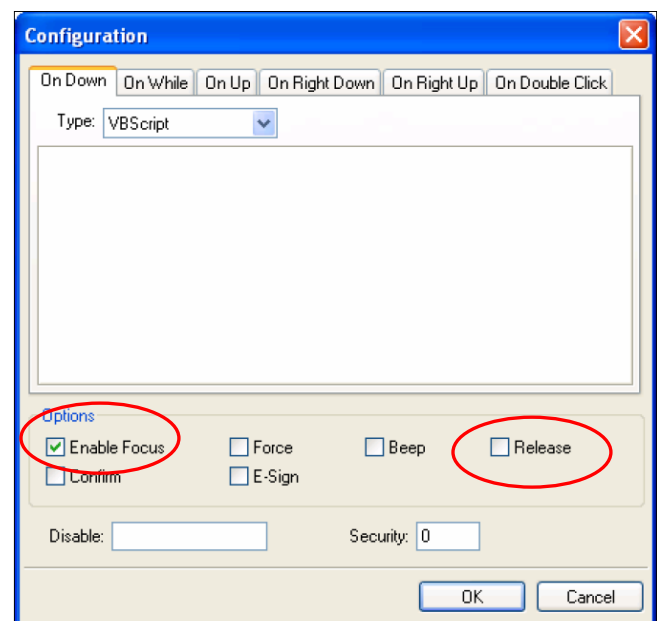 Configuration
On Down On While On Up On Right Down On Right Up On Double Click
Type: VBScript
Options
Enable Focus Force Beep Release
Confirm E-Sign
Disable: Security: 0
OK Cancel